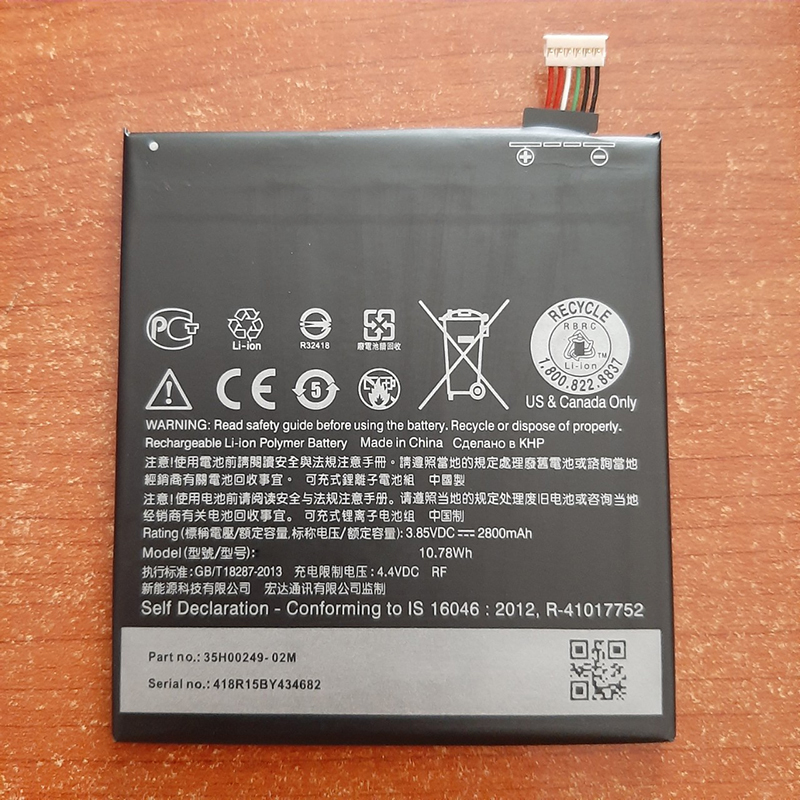 PCT
Li-ion
R32418
廢電池請回收
RECYCLE
RBRC
Li-ion
TM
1.800.822.8837
CE
5
US & Canada Only
WARNING: Read safety guide before using the battery. Recycle or dispose of properly.
Rechargeable Li-ion Polymer Battery Made in China Сделано в КНР
注意!使用電池前請閱讀安全與法規注意手冊。請遵照當地的規定處理廢舊電池或諮詢當地
經銷商有關電池回收事宜。可充式鋰離子電池組 中國製
注意!使用电池前请阅读安全与法规注意手册。请遵照当地的规定处理废旧电池或咨询当地
经销商有关电池回收事宜。可充式锂离子电池组 中国制
Rating (標稱電壓/額定容量,标称电压/额定容量): 3.85VDC⎓2800mAh
Model (型號/型号): 10.78Wh
执行标准: GB/T18287-2013 充电限制电压: 4.4VDC RF
新能源科技有限公司 宏达通讯有限公司监制
Self Declaration - Conforming to IS 16046 : 2012, R-41017752
Part no.: 35H00249-02M
Serial no.: 418R15BY434682